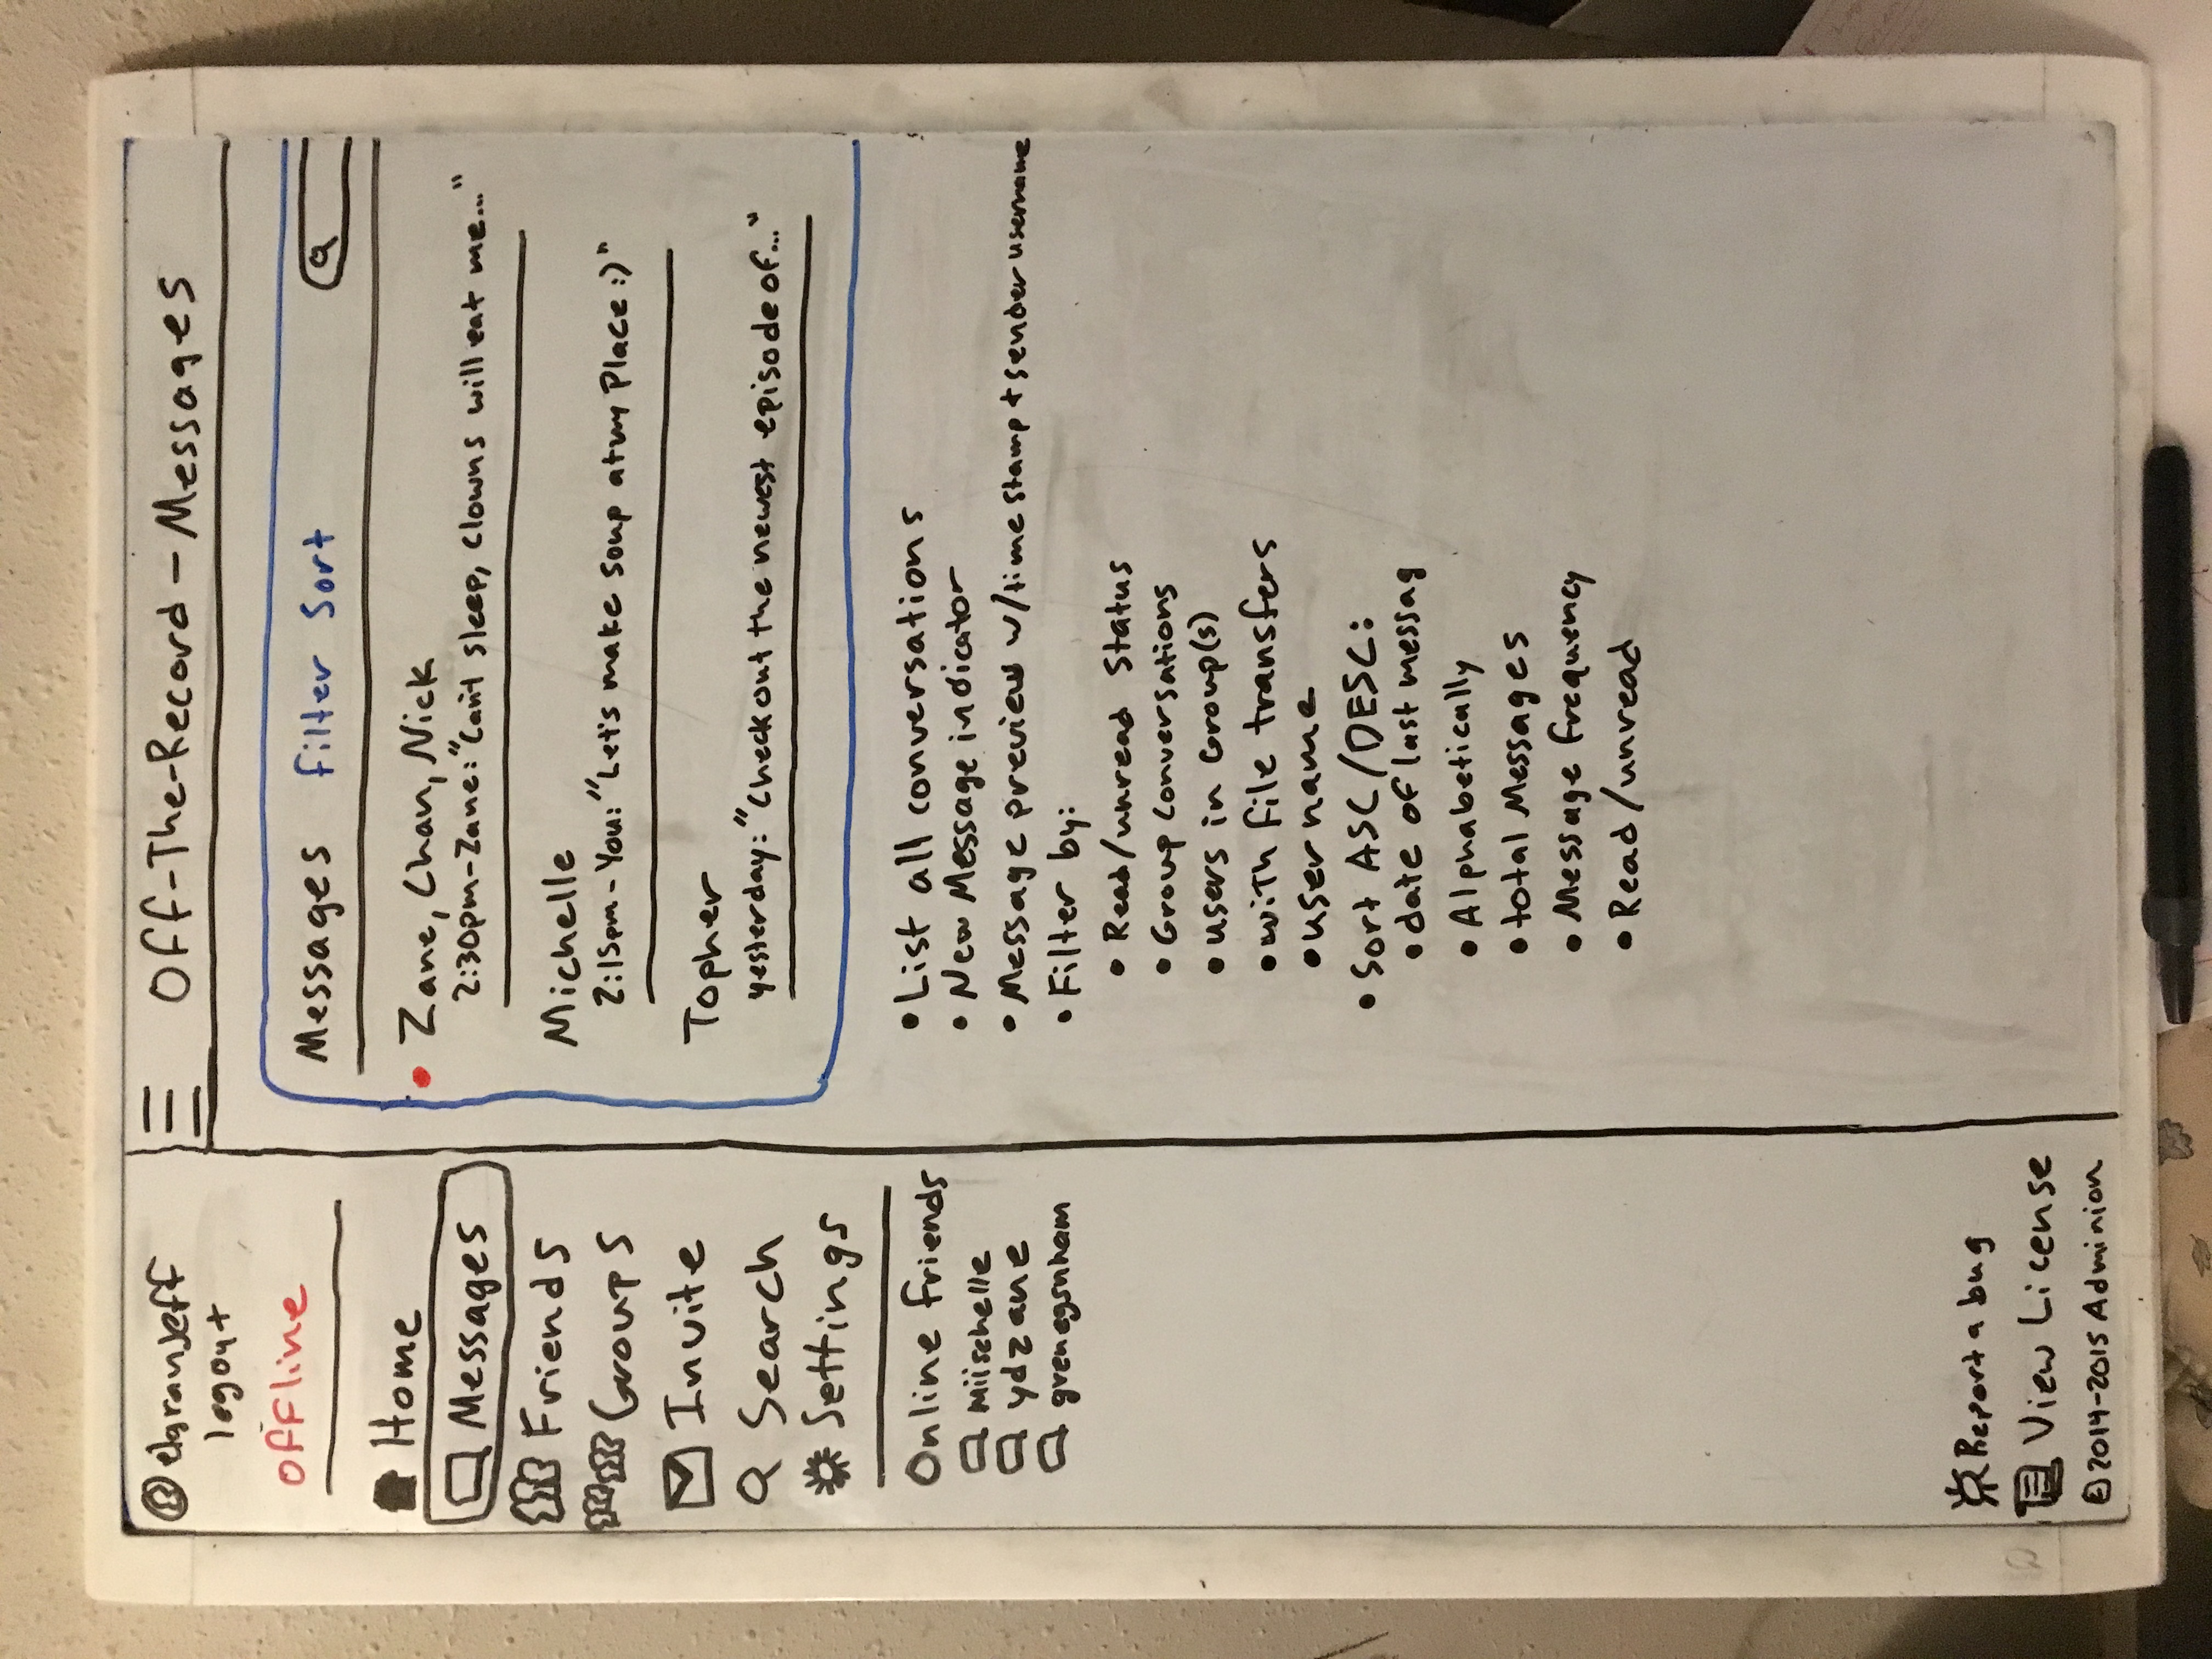 elgranjeff
logout
offline
Home
Messages
Friends
Groups
Invite
Search
Settings
Online friends
Miischelle
ydzane
grenegsnham
Report a bug
View License
©2014-2015 Adminion
Off-The-Record - Messages
Messages Filter Sort
Zane, Chan, Nick
2:30pm-Zane: "Can't sleep, clowns will eat me..."
Michelle
2:15pm - You: "Let's make soup at my Place :)"
Topher
yesterday: "Check out the newest episode of..."
• List all conversations
• New Message indicator
• Message preview w/time stamp + sender username
• Filter by:
• Read/unread Status
• Group conversations
• users in Group(s)
• with file transfers
• user name
• Sort ASC/DESC:
• date of last messag
• Alphabetically
• total Messages
• Message frequency
• Read/unread